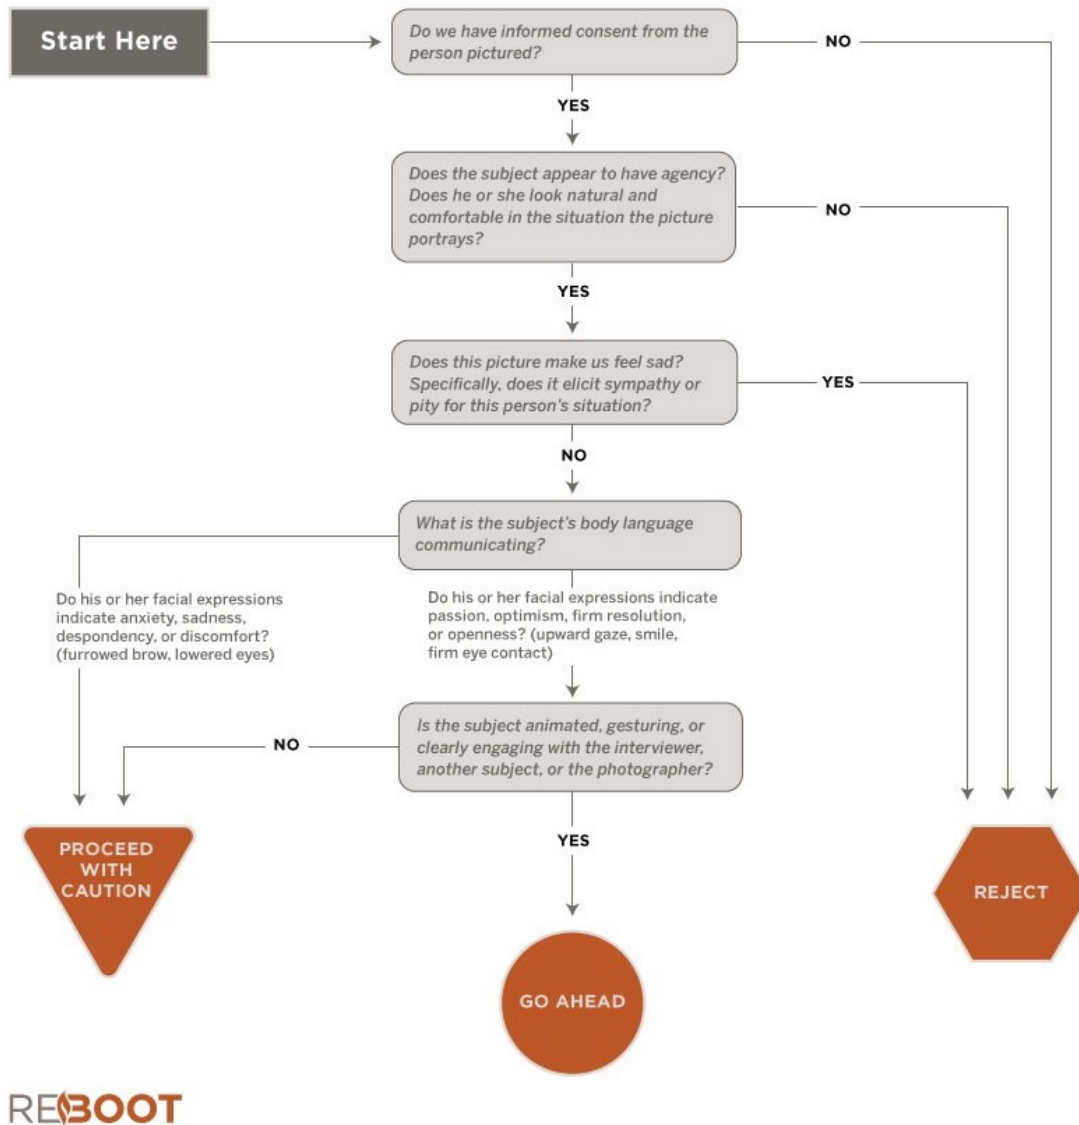 Start Here
Do we have informed consent from the
person pictured?
NO
YES
Does the subject appear to have agency?
Does he or she look natural and
comfortable in the situation the picture
portrays?
NO
YES
Does this picture make us feel sad?
Specifically, does it elicit sympathy or
pity for this person's situation?
YES
NO
What is the subject's body language
communicating?
Do his or her facial expressions
indicate anxiety, sadness,
despondency, or discomfort?
(furrowed brow, lowered eyes)
Do his or her facial expressions indicate
passion, optimism, firm resolution,
or openness? (upward gaze, smile,
firm eye contact)
Is the subject animated, gesturing, or
clearly engaging with the interviewer,
another subject, or the photographer?
NO
YES
PROCEED
WITH
CAUTION
GO AHEAD
REJECT
REBOOT